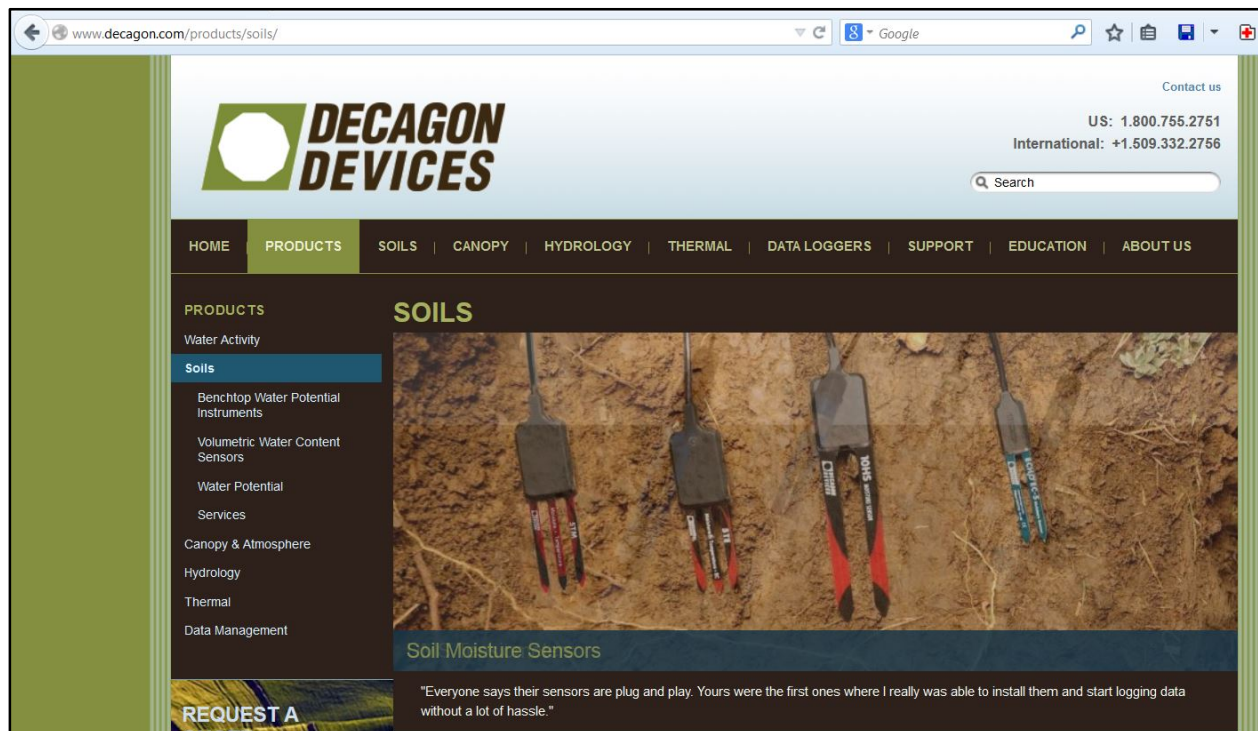 www.decagon.com/products/soils/
8
Google
Contact us
DECAGON
DEVICES
US: 1.800.755.2751
International: +1.509.332.2756
Search
HOME | PRODUCTS SOILS | CANOPY | HYDROLOGY | THERMAL | DATA LOGGERS | SUPPORT | EDUCATION | ABOUT US
PRODUCTS
Water Activity
Soils
Benchtop Water Potential
Instruments
Volumetric Water Content
Sensors
Water Potential
Services
Canopy & Atmosphere
Hydrology
Thermal
Data Management
REQUEST A
SOILS
5TM
5TE
10HS
Soil Moisture Sensors
"Everyone says their sensors are plug and play. Yours were the first ones where I really was able to install them and start logging data
without a lot of hassle."